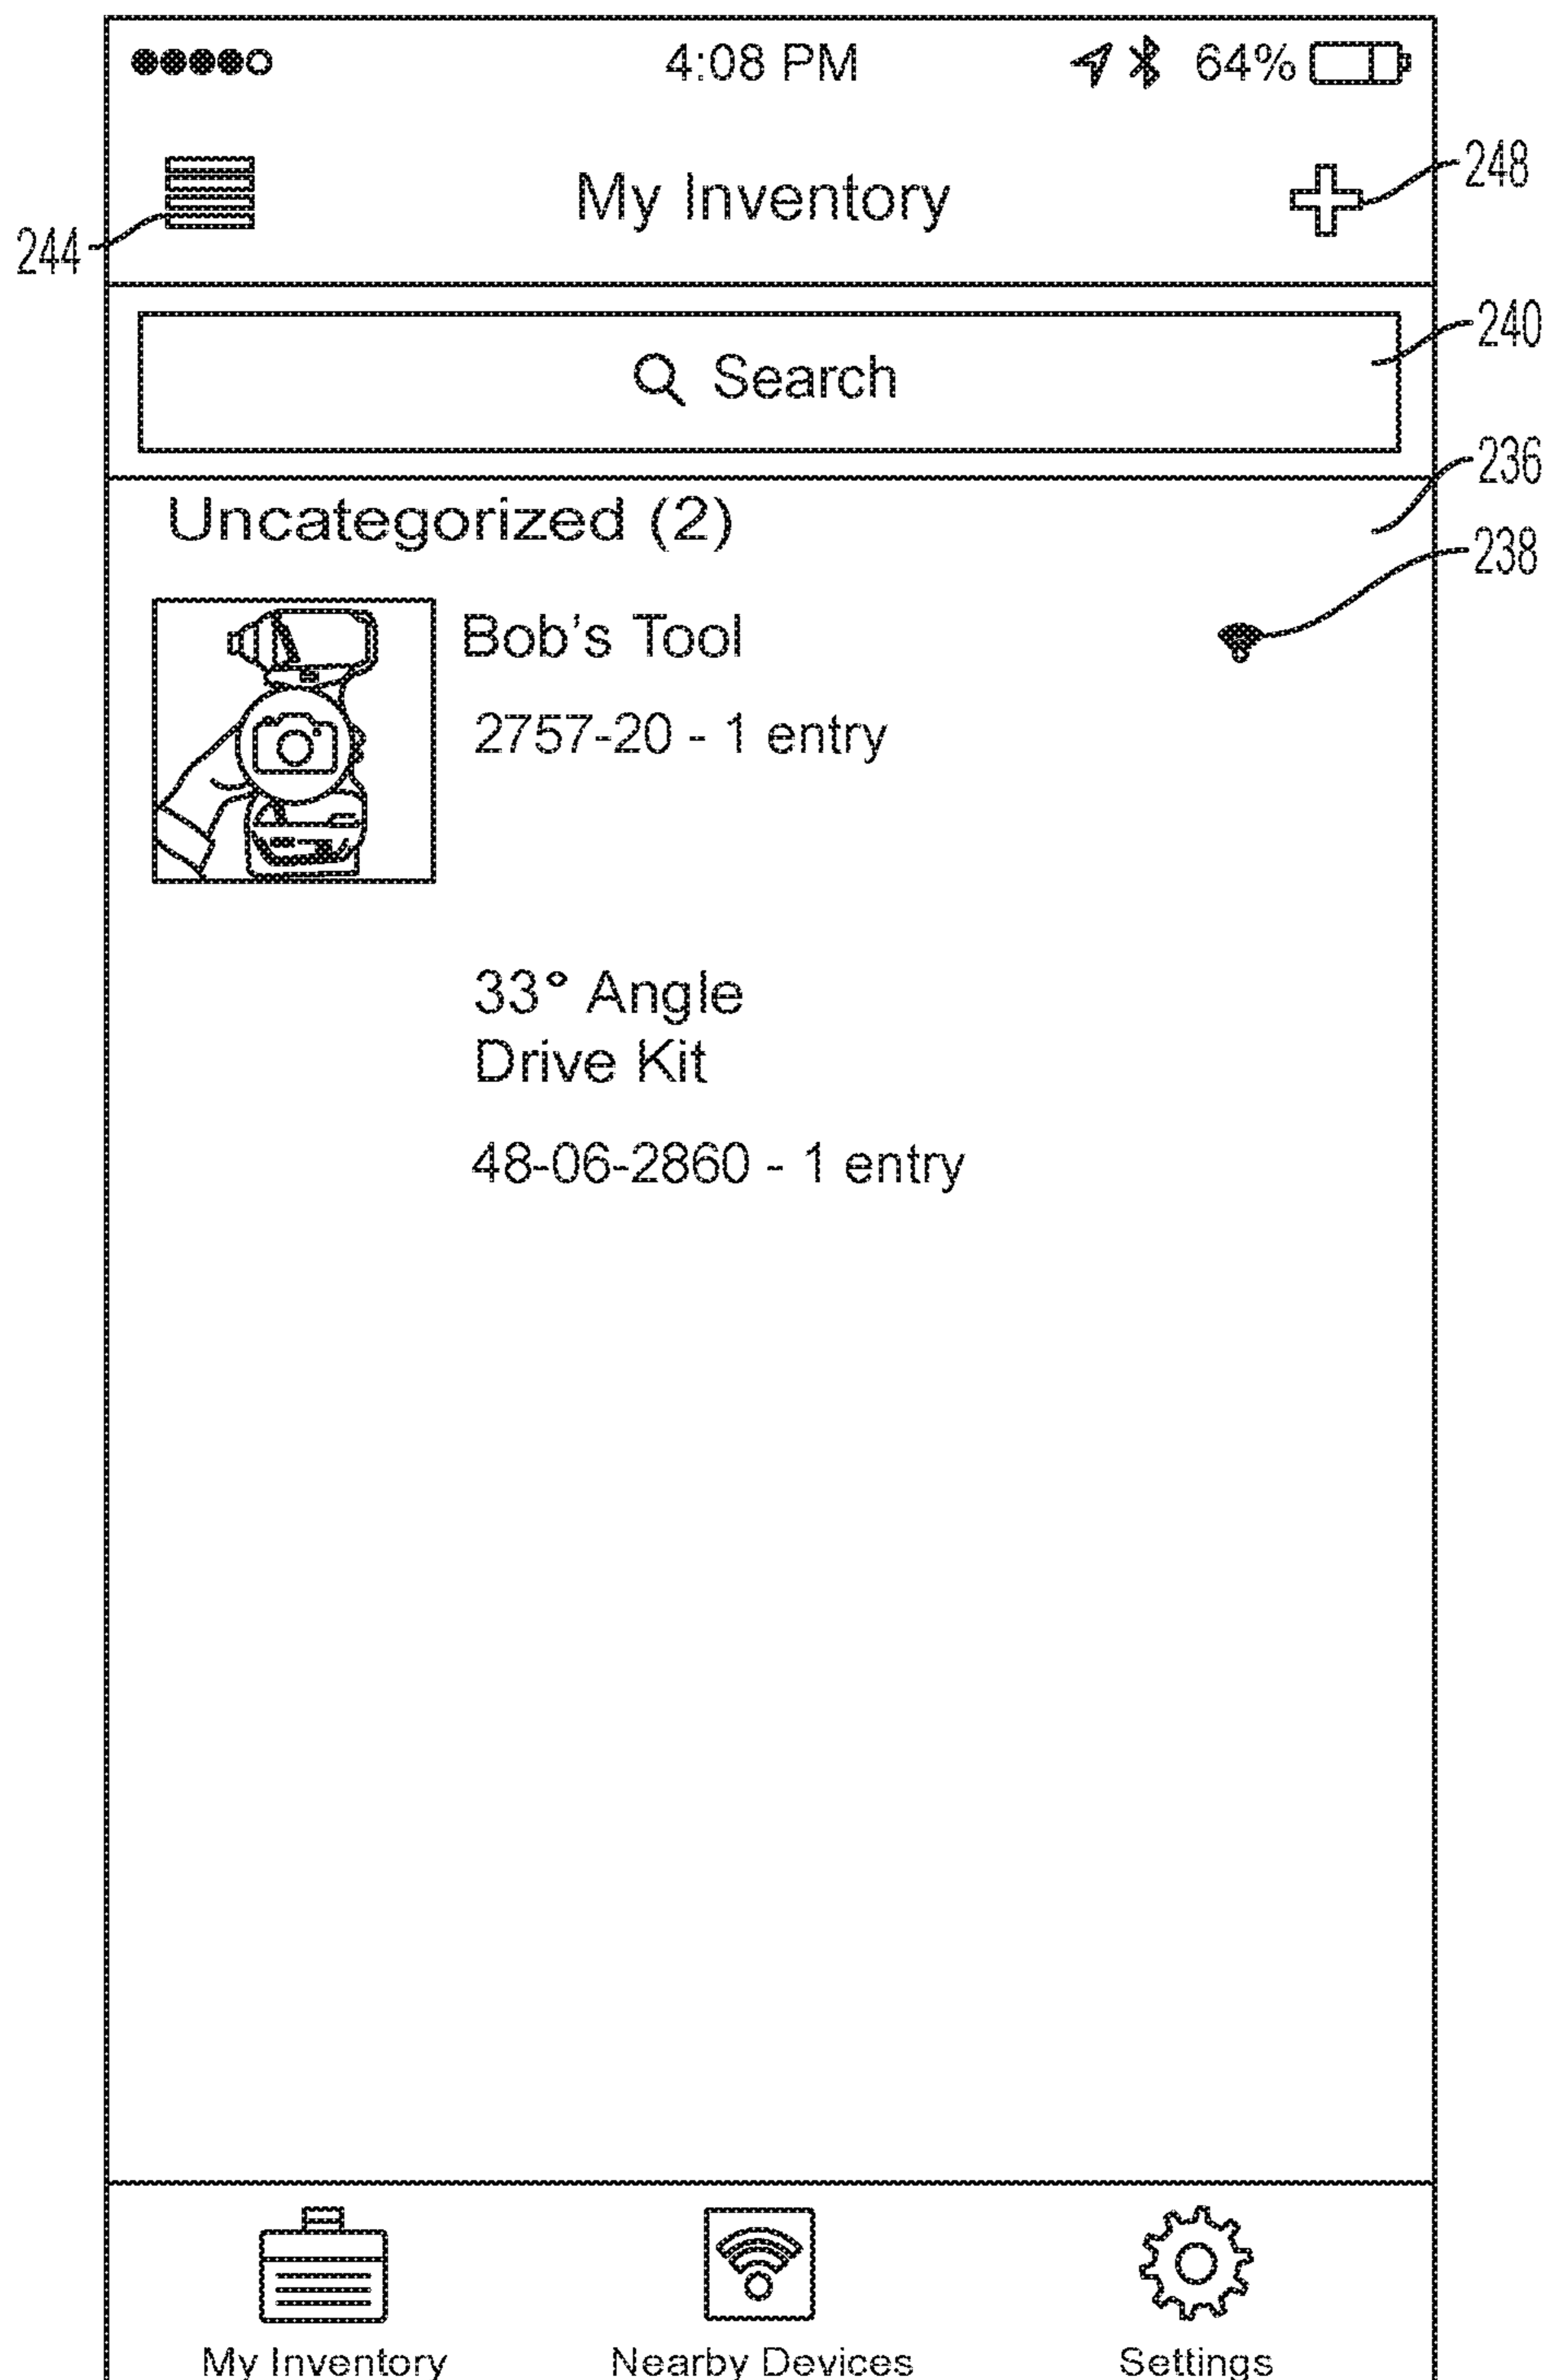 4:08 PM 64%
My Inventory
248
244
Search
240
236
Uncategorized (2)
238
Bob's Tool
2757-20 - 1 entry
33° Angle
Drive Kit
48-06-2860 - 1 entry
My Inventory Nearby Devices Settings